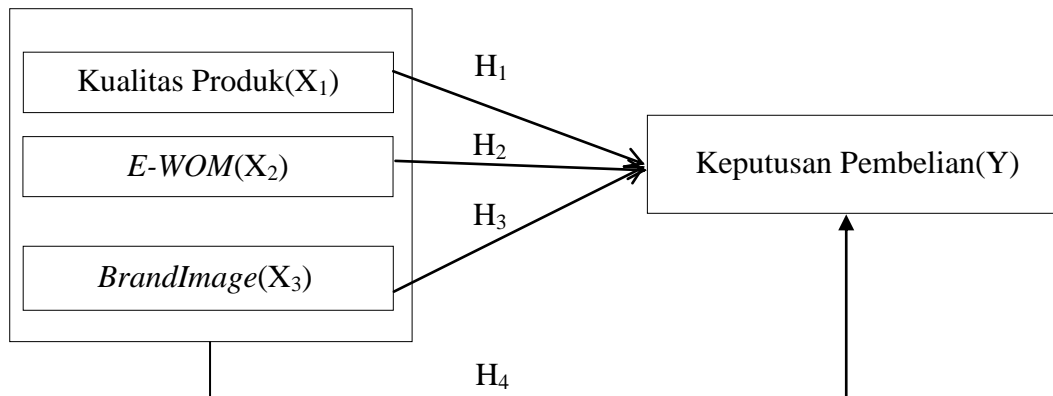 Kualitas Produk(X₁)
H₁
E-WOM(X₂)
H₂
Keputusan Pembelian(Y)
H₃
BrandImage(X₃)
H₄